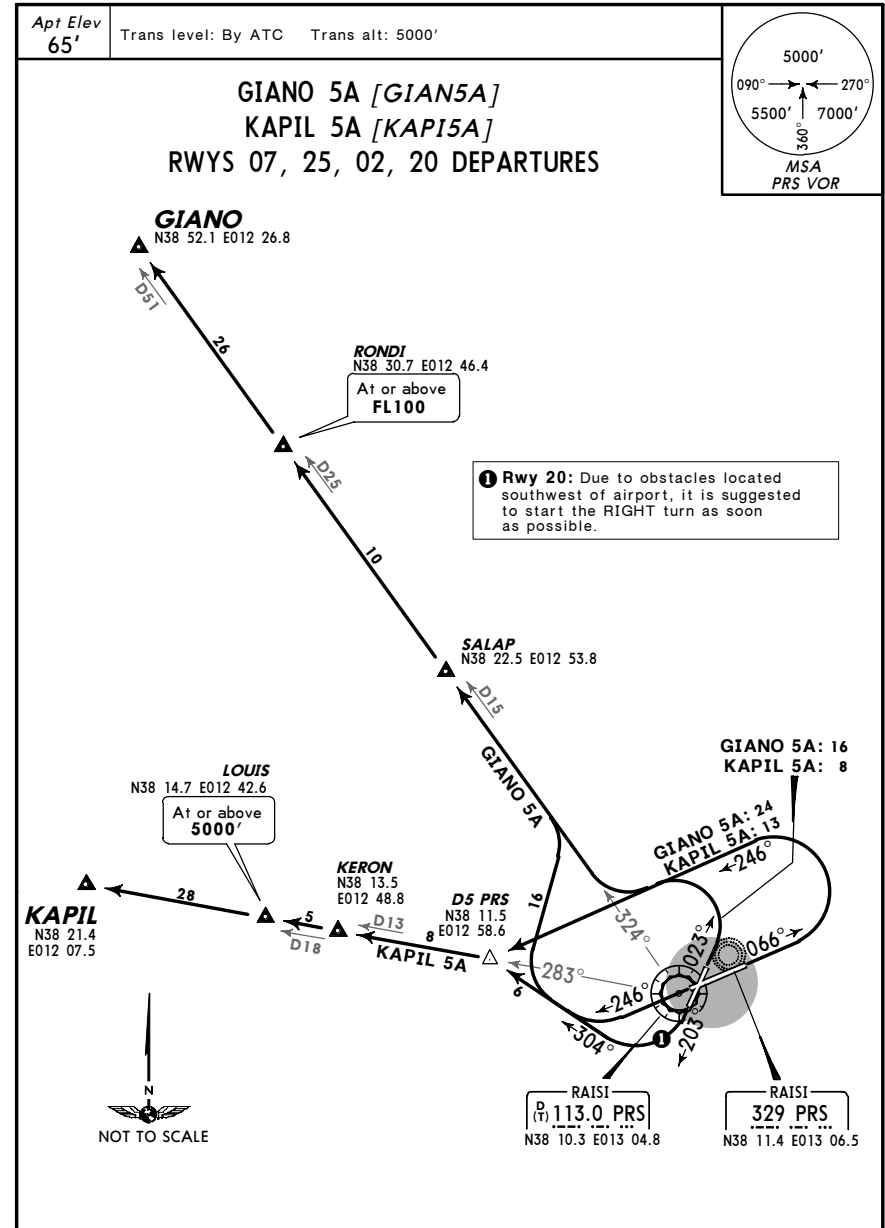 Apt Elev
65'
Trans level: By ATC Trans alt: 5000'
5000'
090° 270°
5500' 7000'
360°
MSA
PRS VOR
GIANO 5A [GIAN5A]
KAPIL 5A [KAPI5A]
RWYS 07, 25, 02, 20 DEPARTURES
GIANO
N38 52.1 E012 26.8
D51
26
RONDI
N38 30.7 E012 46.4
At or above
FL100
D25
1 Rwy 20: Due to obstacles located
southwest of airport, it is suggested
to start the RIGHT turn as soon
as possible.
10
SALAP
N38 22.5 E012 53.8
D15
GIANO 5A
GIANO 5A: 16
KAPIL 5A: 8
LOUIS
N38 14.7 E012 42.6
At or above
5000'
GIANO 5A: 24
KAPIL 5A: 13
246°
KERON
N38 13.5
E012 48.8
D5 PRS
N38 11.5
E012 58.6
16
28
5
D18
D13
8
KAPIL 5A
KAPIL
N38 21.4
E012 07.5
324°
023°
066°
283°
6
246°
304°
203°
1
N
NOT TO SCALE
RAISI
D
(T) 113.0 PRS
N38 10.3 E013 04.8
RAISI
329 PRS
N38 11.4 E013 06.5